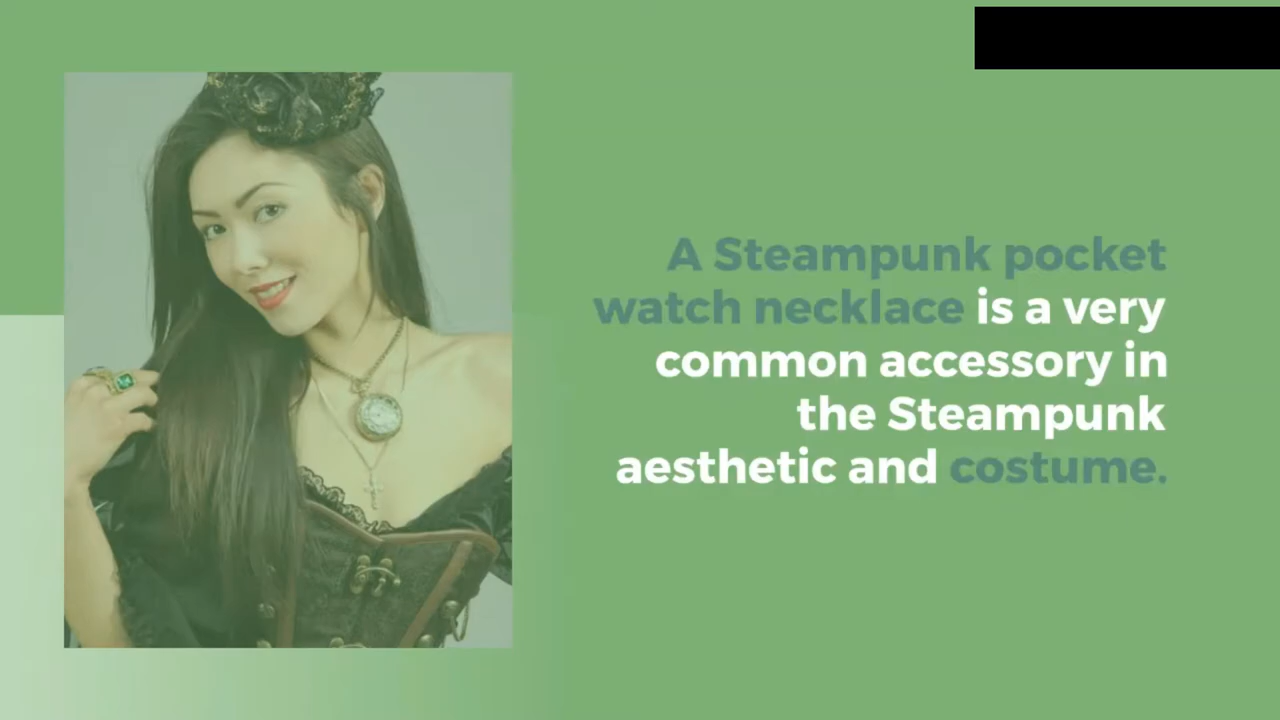 A Steampunk pocket
watch necklace is a very
common accessory in
the Steampunk
aesthetic and costume.